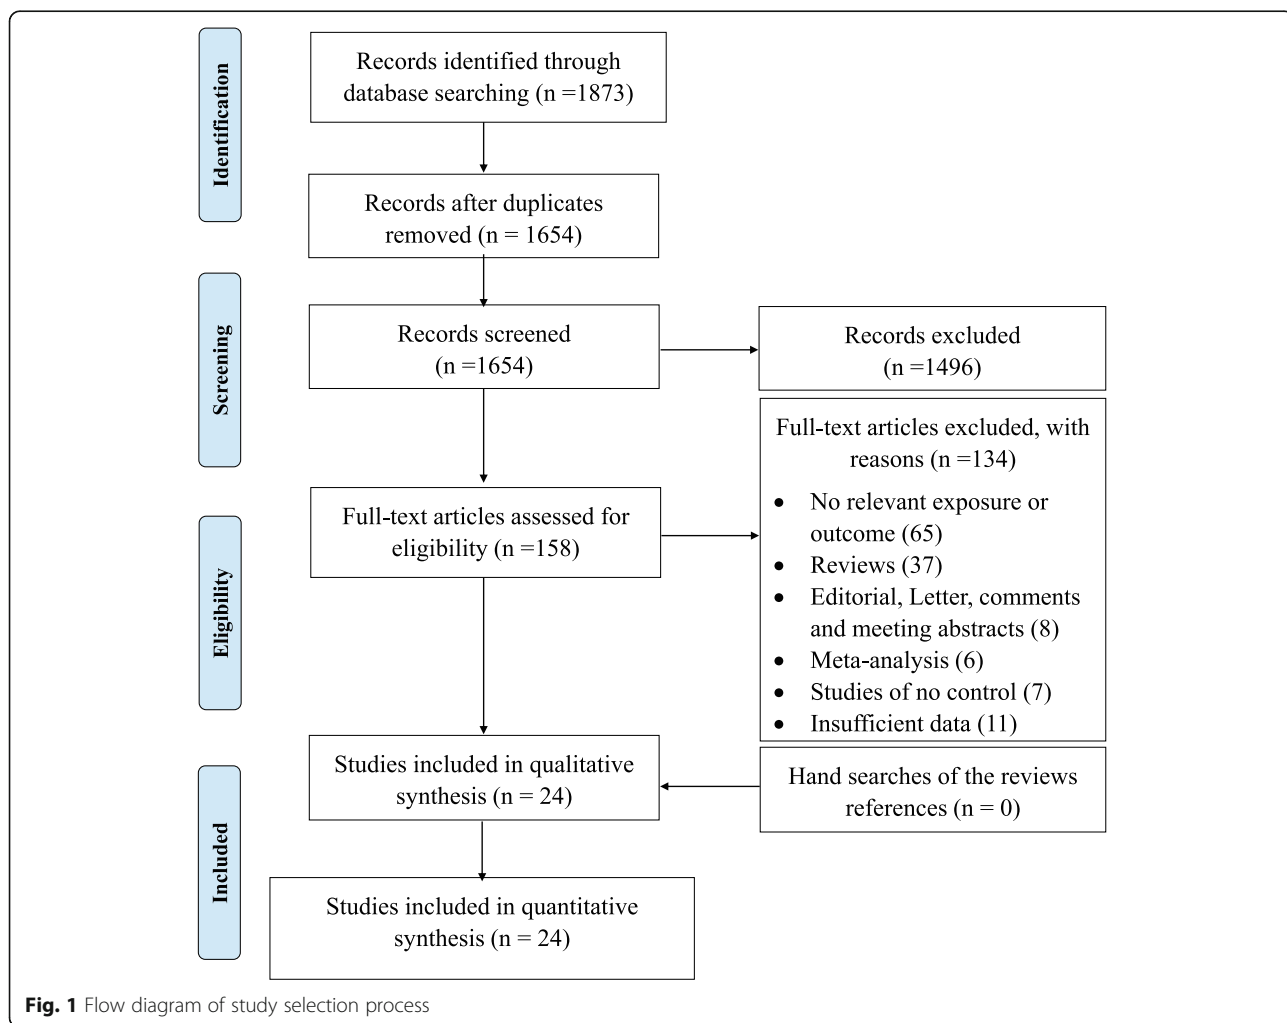 Identification
Records identified through
database searching (n =1873)
Records after duplicates
removed (n = 1654)
Screening
Records screened
(n =1654)
Records excluded
(n =1496)
Eligibility
Full-text articles assessed for
eligibility (n =158)
Full-text articles excluded, with
reasons (n =134)
• No relevant exposure or
outcome (65)
• Reviews (37)
• Editorial, Letter, comments
and meeting abstracts (8)
• Meta-analysis (6)
• Studies of no control (7)
• Insufficient data (11)
Included
Studies included in qualitative
synthesis (n = 24)
Hand searches of the reviews
references (n = 0)
Studies included in quantitative
synthesis (n = 24)
Fig. 1 Flow diagram of study selection process